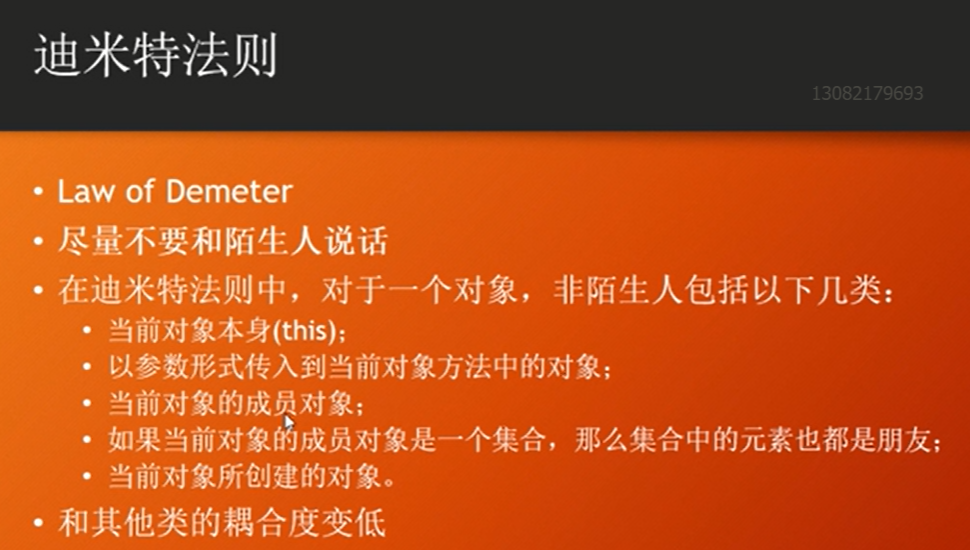 迪米特法则
13082179693
• Law of Demeter
• 尽量不要和陌生人说话
• 在迪米特法则中，对于一个对象，非陌生人包括以下几类：
• 当前对象本身(this)；
• 以参数形式传入到当前对象方法中的对象；
• 当前对象的成员对象；
• 如果当前对象的成员对象是一个集合，那么集合中的元素也都是朋友；
• 当前对象所创建的对象。
• 和其他类的耦合度变低